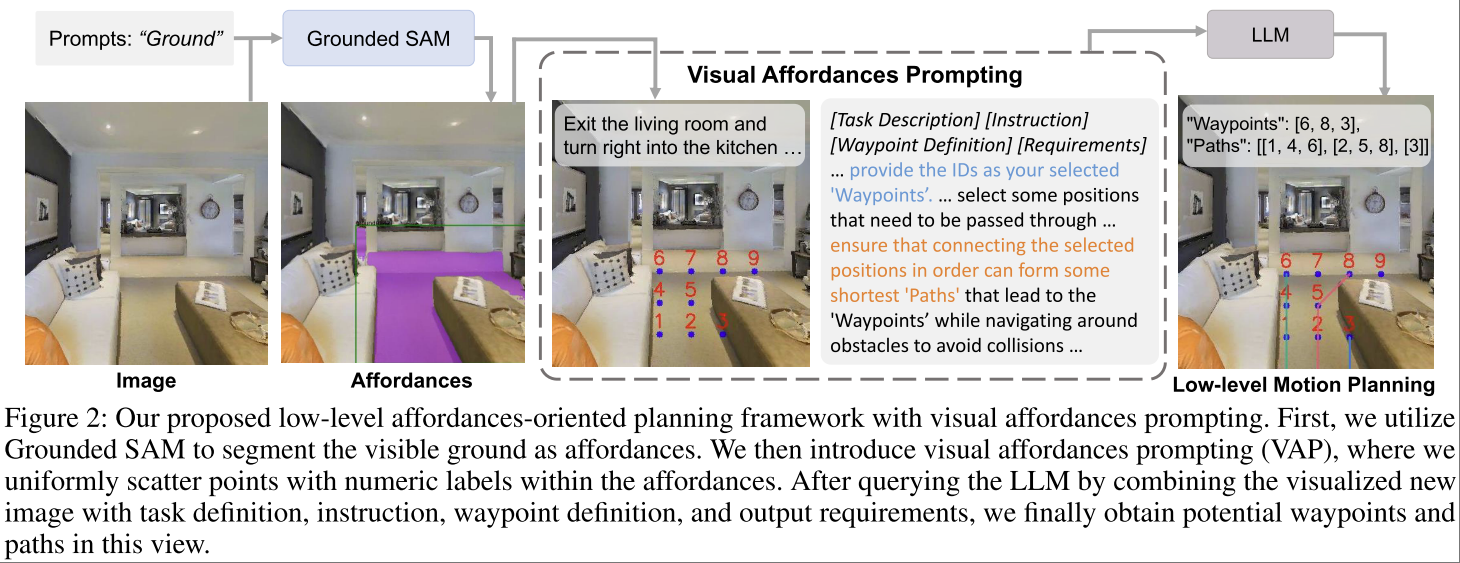 Prompts: “Ground”
Grounded SAM
LLM
Visual Affordances Prompting
Exit the living room and
turn right into the kitchen …
6 7 8 9
4 5
1 2 3
[Task Description] [Instruction]
[Waypoint Definition] [Requirements]
… provide the IDs as your selected
'Waypoints’. … select some positions
that need to be passed through …
ensure that connecting the selected
positions in order can form some
shortest 'Paths' that lead to the
'Waypoints’ while navigating around
obstacles to avoid collisions …
"Waypoints": [6, 8, 3],
"Paths": [[1, 4, 6], [2, 5, 8], [3]]
6 7 8 9
4 5
2 3
Image
Affordances
Low-level Motion Planning
Figure 2: Our proposed low-level affordances-oriented planning framework with visual affordances prompting. First, we utilize
Grounded SAM to segment the visible ground as affordances. We then introduce visual affordances prompting (VAP), where we
uniformly scatter points with numeric labels within the affordances. After querying the LLM by combining the visualized new
image with task definition, instruction, waypoint definition, and output requirements, we finally obtain potential waypoints and
paths in this view.